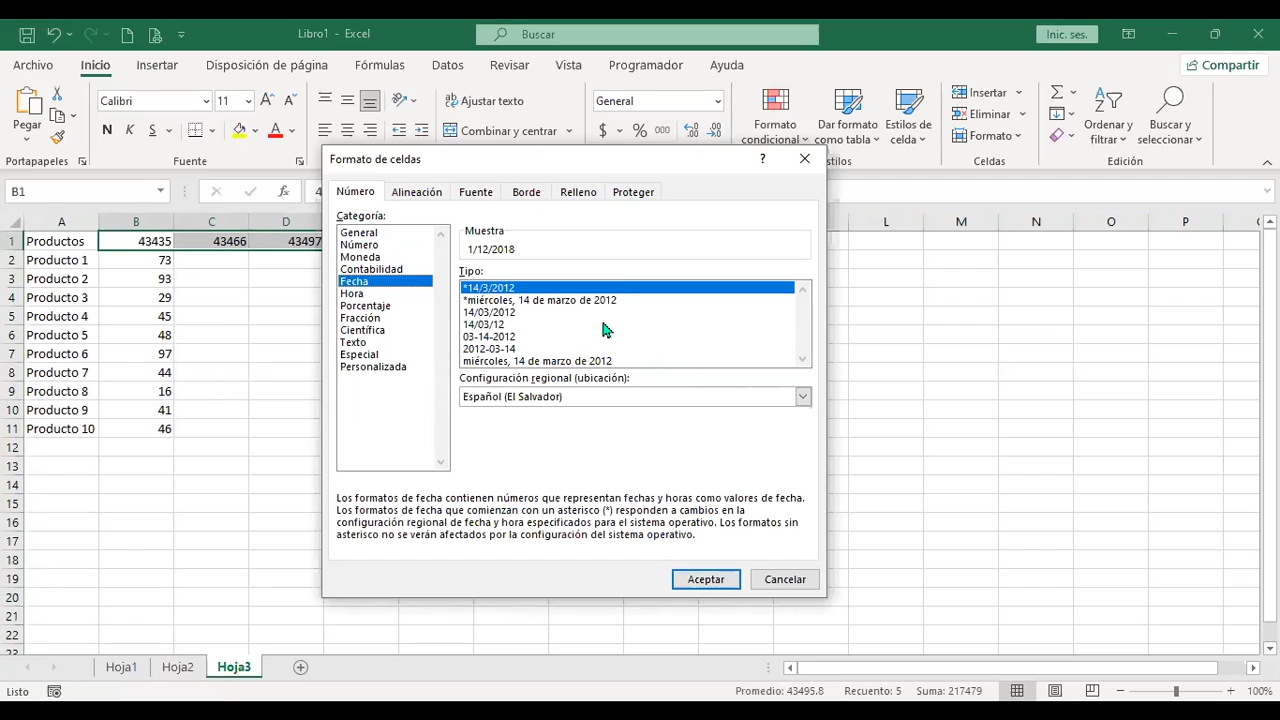 Libro1 - Excel
Buscar
Inic. ses.
Archivo Inicio Insertar Disposición de página Fórmulas Datos Revisar Vista Programador Ayuda Compartir
Calibri 11 Ajustar texto General Insertar
Pegar N K S Combinar y centrar $ % 000 Formato condicional Dar formato como tabla Estilos de celda Eliminar Formato Ordenar y filtrar Buscar y seleccionar
Portapapeles Fuente stilos Celdas Edición
B1 fx 4
A B C D L M N O P
1 Productos 43435 43466 43497
2 Producto 1 73
3 Producto 2 93
4 Producto 3 29
5 Producto 4 45
6 Producto 5 48
7 Producto 6 97
8 Producto 7 44
9 Producto 8 16
10 Producto 9 41
11 Producto 10 46
12
13
14
15
16
17
18
19
20
21
22
23
Formato de celdas ?
Número Alineación Fuente Borde Relleno Proteger
Categoría:
General
Número
Moneda
Contabilidad
Fecha
Hora
Porcentaje
Fracción
Científica
Texto
Especial
Personalizada
Muestra
1/12/2018
Tipo:
*14/3/2012
*miércoles, 14 de marzo de 2012
14/03/2012
14/03/12
03-14-2012
2012-03-14
miércoles, 14 de marzo de 2012
Configuración regional (ubicación):
Español (El Salvador)
Los formatos de fecha contienen números que representan fechas y horas como valores de fecha.
Los formatos de fecha que comienzan con un asterisco (*) responden a cambios en la
configuración regional de fecha y hora especificados para el sistema operativo. Los formatos sin
asterisco no se verán afectados por la configuración del sistema operativo.
Aceptar Cancelar
Hoja1 Hoja2 Hoja3
Listo Promedio: 43495.8 Recuento: 5 Suma: 217479 100%